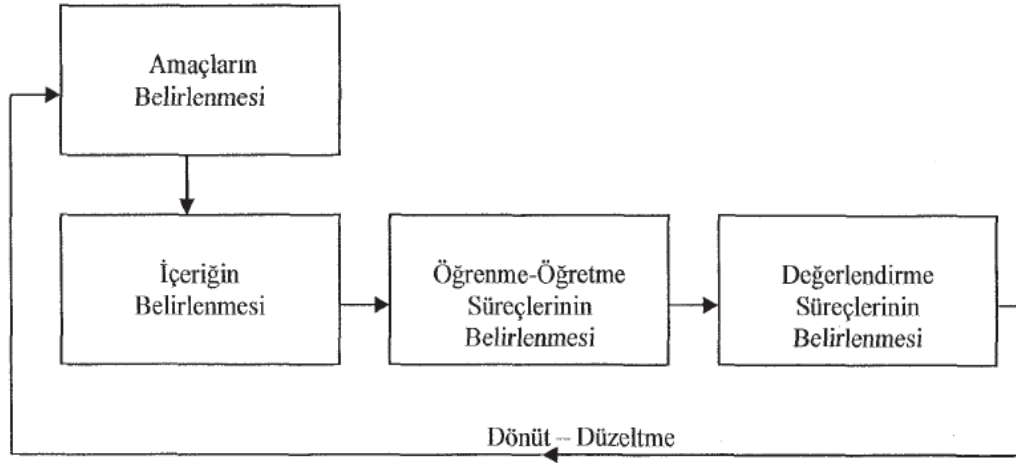 Amaçların
Belirlenmesi
İçeriğin
Belirlenmesi
Öğrenme-Öğretme
Süreçlerinin
Belirlenmesi
Değerlendirme
Süreçlerinin
Belirlenmesi
Dönüt – Düzeltme